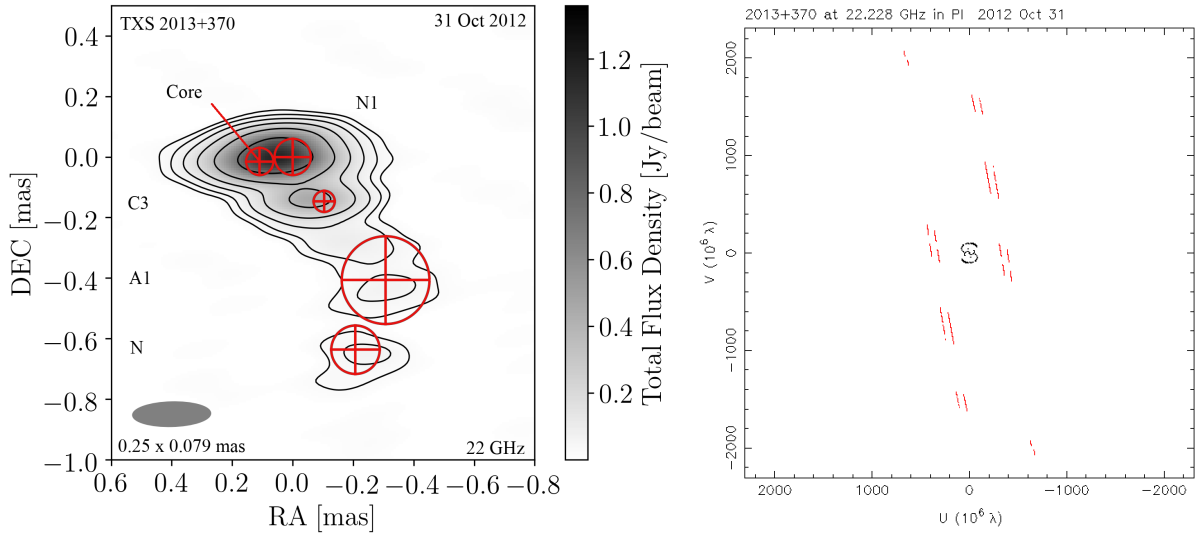 TXS 2013+370
31 Oct 2012
Core
N1
C3
A1
N
0.25 x 0.079 mas
22 GHz
0.4
0.2
0.0
−0.2
−0.4
−0.6
−0.8
−1.0
DEC [mas]
0.6 0.4 0.2 0.0 −0.2 −0.4 −0.6 −0.8
RA [mas]
1.2
1.0
0.8
0.6
0.4
0.2
Total Flux Density [Jy/beam]
2013+370 at 22.228 GHz in PI 2012 Oct 31
2000
1000
0
−1000
−2000
V (10⁶ λ)
2000 1000 0 −1000 −2000
U (10⁶ λ)